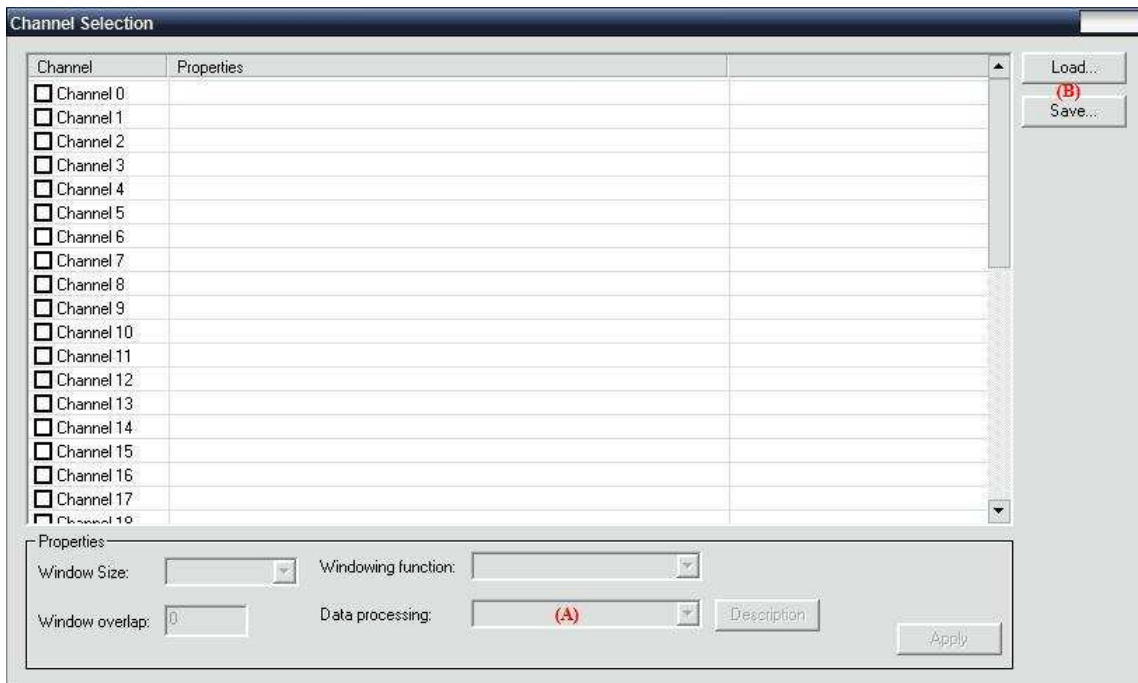 Channel Selection
Channel Properties
Channel 0
Channel 1
Channel 2
Channel 3
Channel 4
Channel 5
Channel 6
Channel 7
Channel 8
Channel 9
Channel 10
Channel 11
Channel 12
Channel 13
Channel 14
Channel 15
Channel 16
Channel 17
Channel 18
Load...
(B)
Save...
Properties
Window Size:
Windowing function:
Window overlap: 0
Data processing: (A) Description
Apply